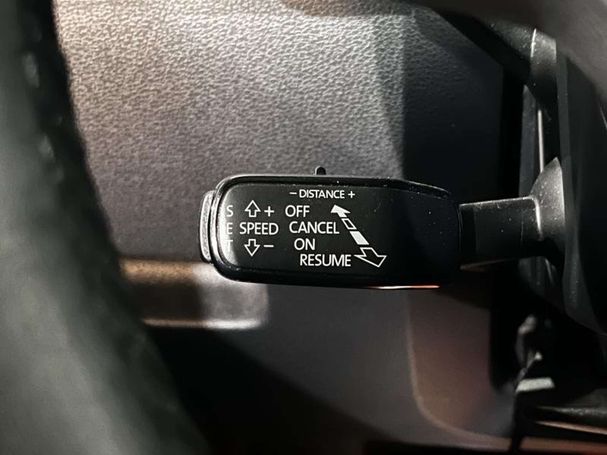 − DISTANCE +
S + OFF
E SPEED CANCEL
T − ON
RESUME